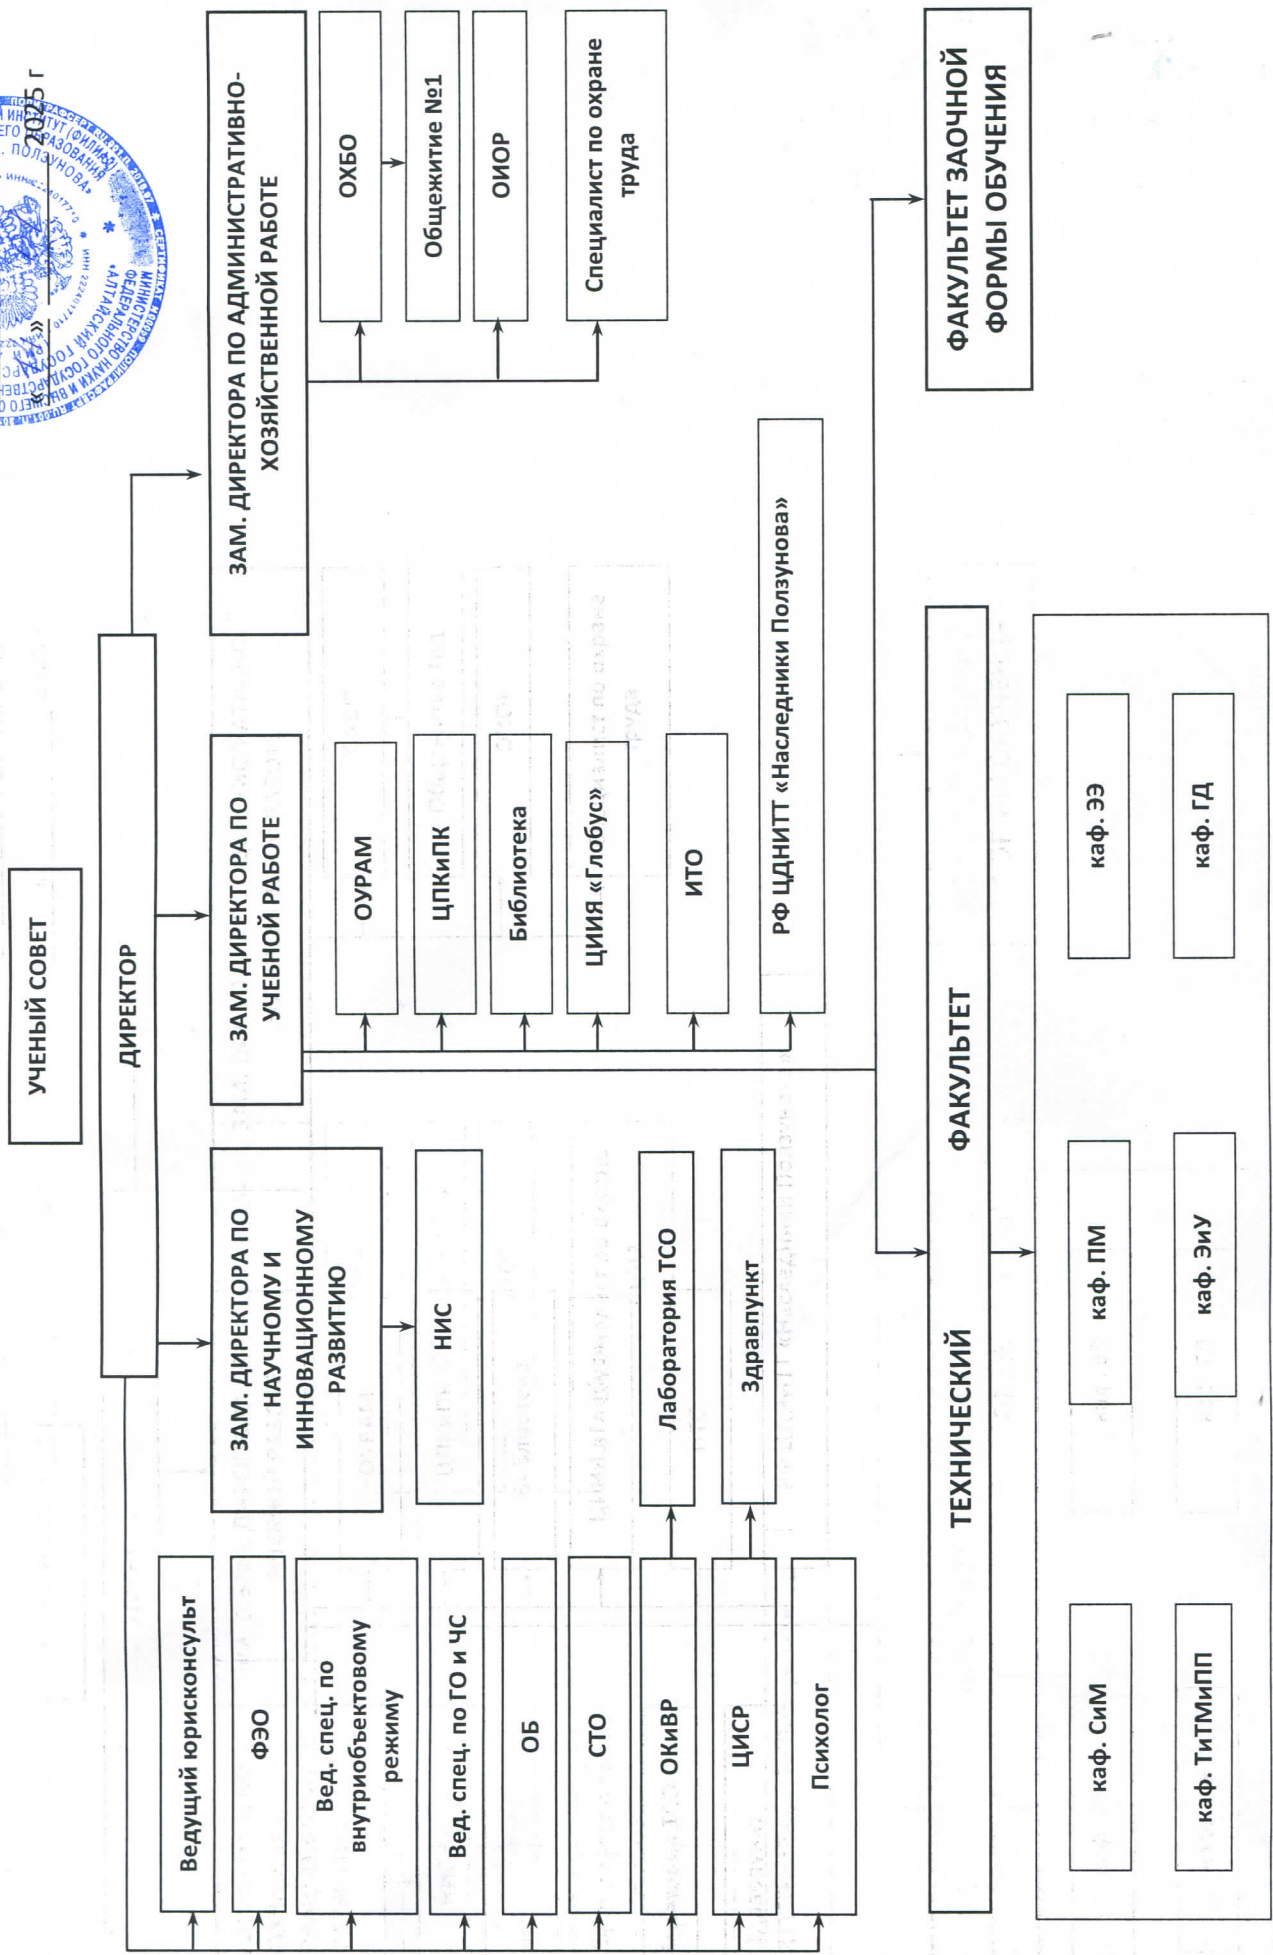 2025 г
УЧЕНЫЙ СОВЕТ
ДИРЕКТОР
ЗАМ. ДИРЕКТОРА ПО
НАУЧНОМУ И
ИННОВАЦИОННОМУ
РАЗВИТИЮ
ЗАМ. ДИРЕКТОРА ПО
УЧЕБНОЙ РАБОТЕ
ЗАМ. ДИРЕКТОРА ПО АДМИНИСТРАТИВНО-
ХОЗЯЙСТВЕННОЙ РАБОТЕ
Ведущий юрисконсульт
ФЭО
Вед. спец. по
внутриобъектовому
режиму
Вед. спец. по ГО и ЧС
ОБ
СТО
ОКиВР
ЦИСР
Психолог
НИС
Лаборатория ТСО
Здравпункт
ОУРАМ
ЦПКиПК
Библиотека
ЦИИЯ «Глобус»
ИТО
РФ ЦДНИТТ «Наследники Ползунова»
ОХБО
Общежитие №1
ОИОР
Специалист по охране
труда
ТЕХНИЧЕСКИЙ ФАКУЛЬТЕТ
ФАКУЛЬТЕТ ЗАОЧНОЙ
ФОРМЫ ОБУЧЕНИЯ
каф. СиМ
каф. ПМ
каф. ЭЭ
каф. ТиТМиПП
каф. ЭиУ
каф. ГД